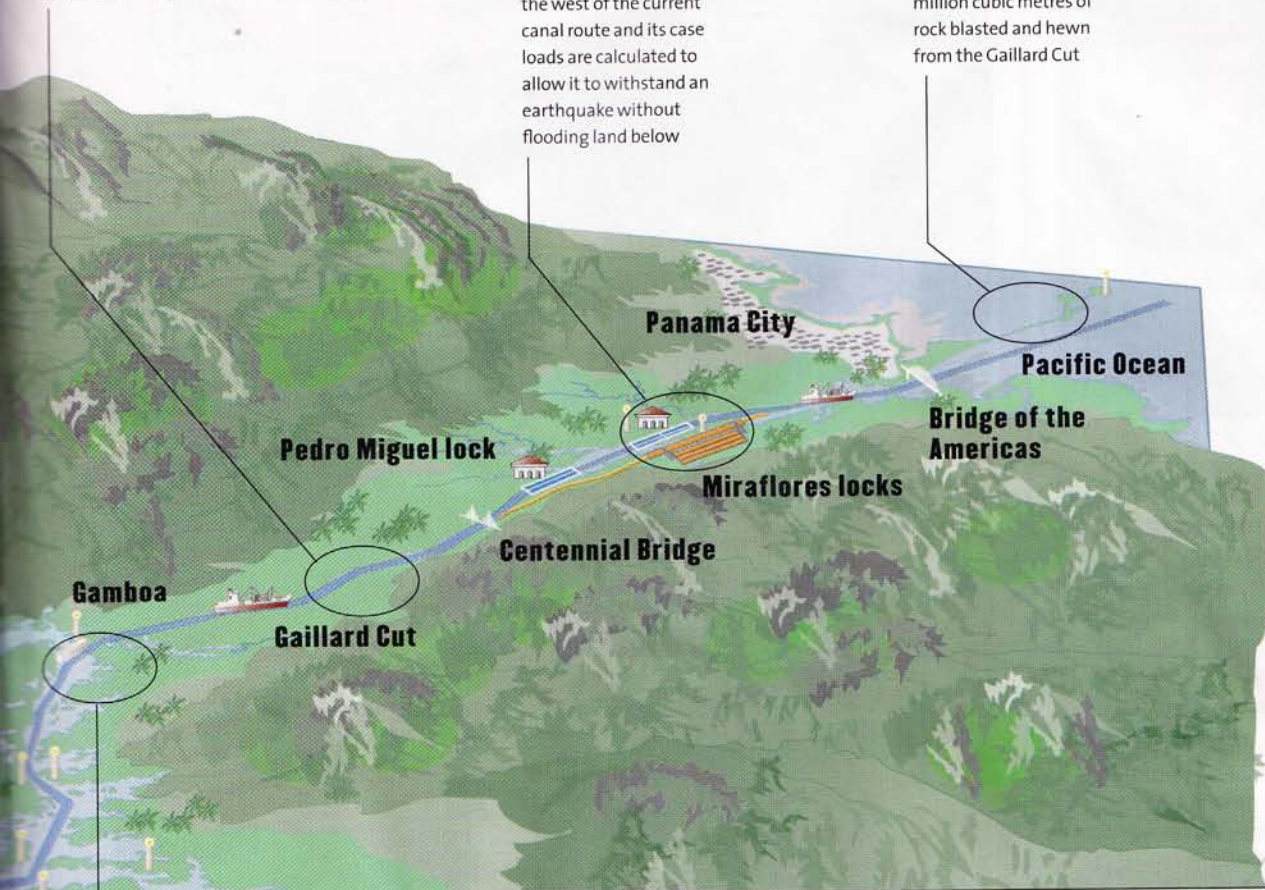 the west of the current
canal route and its case
loads are calculated to
allow it to withstand an
earthquake without
flooding land below
million cubic metres of
rock blasted and hewn
from the Gaillard Cut
Panama City
Pacific Ocean
Bridge of the
Americas
Pedro Miguel lock
Miraflores locks
Centennial Bridge
Gamboa
Gaillard Cut